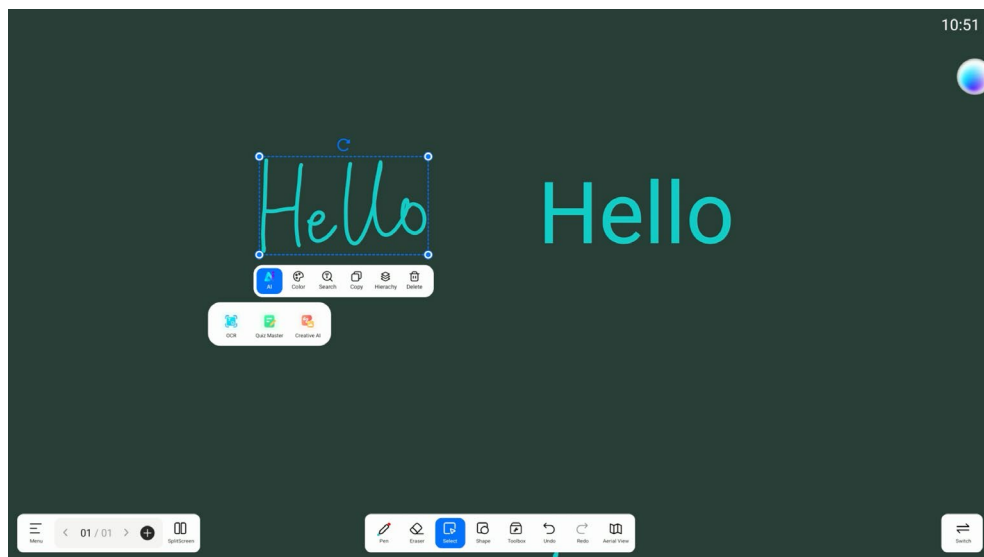 10:51
Hello Hello
AI Color Search Copy Hierachy Delete
OCR Quiz Master Creative AI
Menu 01 / 01 SplitScreen Pen Eraser Select Shape Toolbox Undo Redo Aerial View Switch